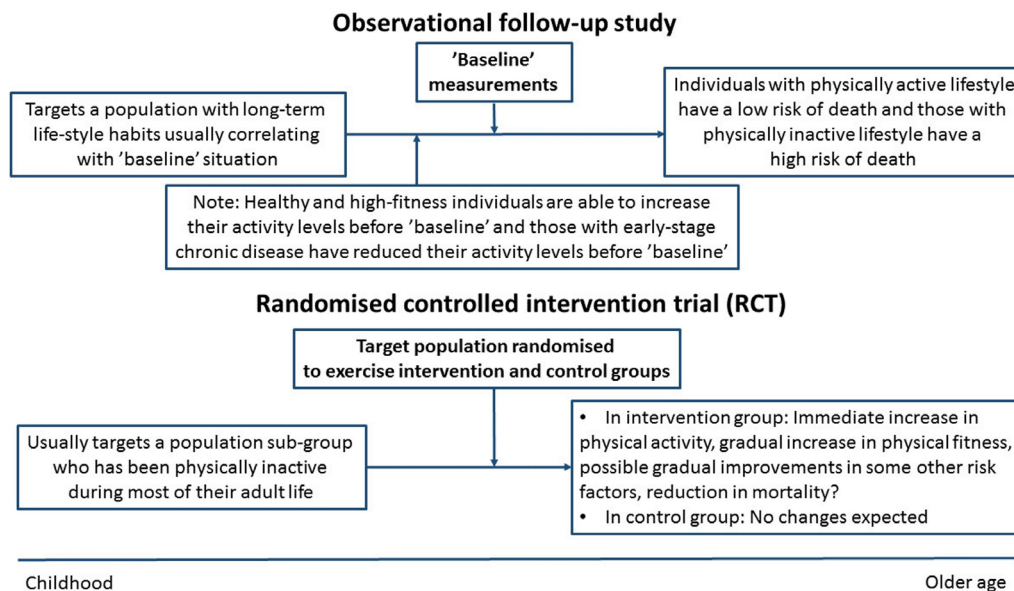 Observational follow-up study
’Baseline’
measurements
Targets a population with long-term
life-style habits usually correlating
with ’baseline’ situation
Individuals with physically active lifestyle
have a low risk of death and those with
physically inactive lifestyle have a
high risk of death
Note: Healthy and high-fitness individuals are able to increase
their activity levels before ’baseline’ and those with early-stage
chronic disease have reduced their activity levels before ’baseline’
Randomised controlled intervention trial (RCT)
Target population randomised
to exercise intervention and control groups
Usually targets a population sub-group
who has been physically inactive
during most of their adult life
• In intervention group: Immediate increase in
physical activity, gradual increase in physical fitness,
possible gradual improvements in some other risk
factors, reduction in mortality?
• In control group: No changes expected
Childhood
Older age